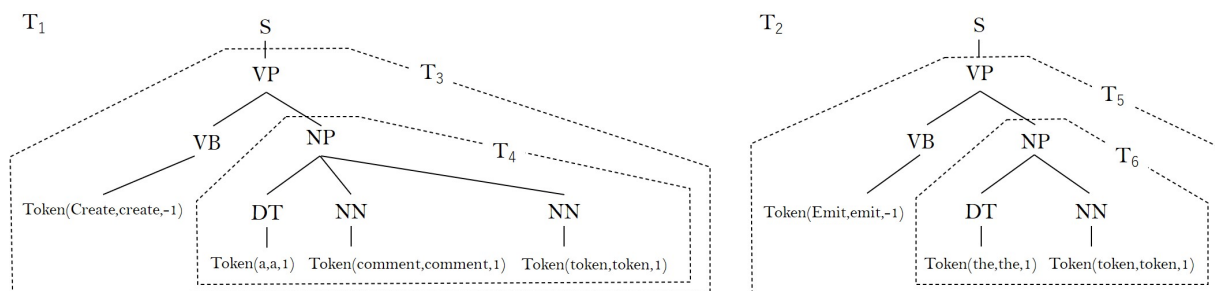 T1 S T2 S
VP VP
T3 T5
VB NP VB NP
T4 T6
Token(Create,create,-1) DT NN NN Token(Emit,emit,-1) DT NN
Token(a,a,1) Token(comment,comment,1) Token(token,token,1) Token(the,the,1) Token(token,token,1)